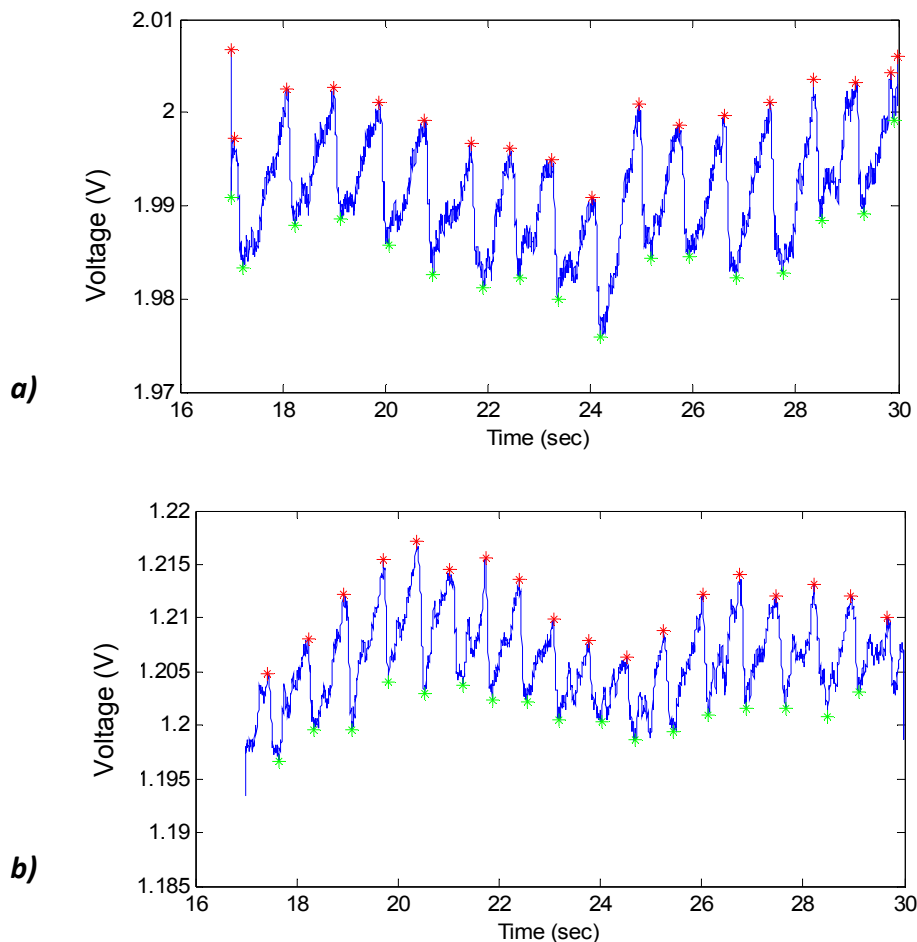 2.01
2
1.99
1.98
1.97
Voltage (V)
16 18 20 22 24 26 28 30
Time (sec)
a)
1.22
1.215
1.21
1.205
1.2
1.195
1.19
1.185
Voltage (V)
16 18 20 22 24 26 28 30
Time (sec)
b)